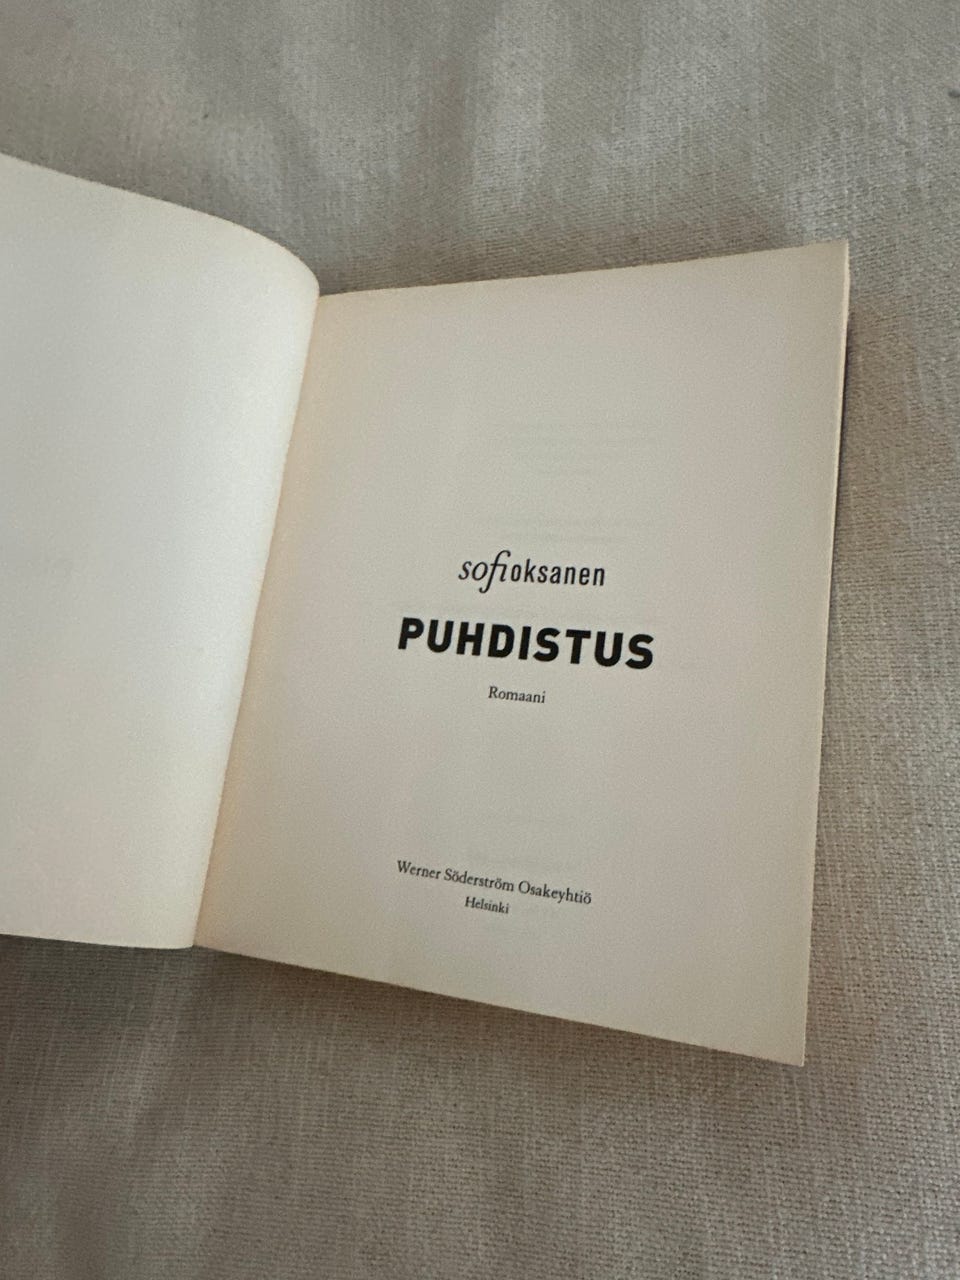 sofioksanen
PUHDISTUS
Romaani
Werner Söderström Osakeyhtiö
Helsinki